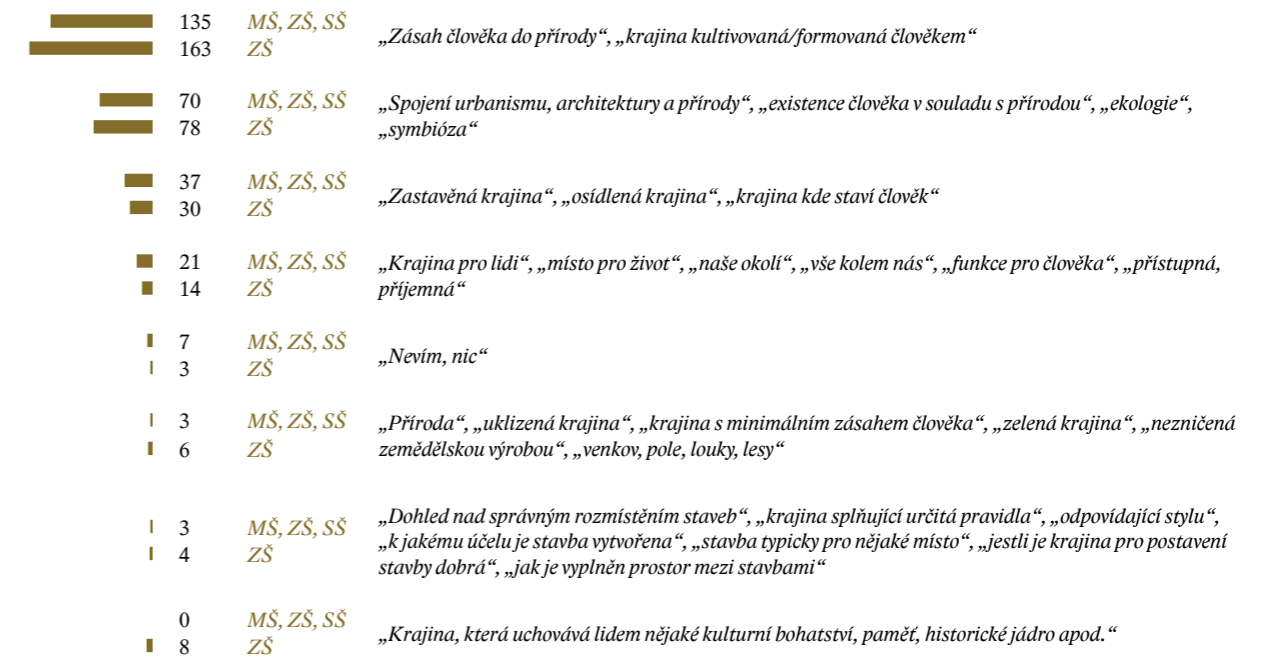 135 MŠ, ZŠ, SŠ
163 ZŠ
„Zásah člověka do přírody“, „krajina kultivovaná/formovaná člověkem“
70 MŠ, ZŠ, SŠ
78 ZŠ
„Spojení urbanismu, architektury a přírody“, „existence člověka v souladu s přírodou“, „ekologie“,
„symbióza“
37 MŠ, ZŠ, SŠ
30 ZŠ
„Zastavěná krajina“, „osídlená krajina“, „krajina kde staví člověk“
21 MŠ, ZŠ, SŠ
14 ZŠ
„Krajina pro lidi“, „místo pro život“, „naše okolí“, „vše kolem nás“, „funkce pro člověka“, „přístupná,
příjemná“
7 MŠ, ZŠ, SŠ
3 ZŠ
„Nevím, nic“
3 MŠ, ZŠ, SŠ
6 ZŠ
„Příroda“, „uklizená krajina“, „krajina s minimálním zásahem člověka“, „zelená krajina“, „nezničená
zemědělskou výrobou“, „venkov, pole, louky, lesy“
3 MŠ, ZŠ, SŠ
4 ZŠ
„Dohled nad správným rozmístěním staveb“, „krajina splňující určitá pravidla“, „odpovídající stylu“,
„k jakému účelu je stavba vytvořena“, „stavba typicky pro nějaké místo“, „jestli je krajina pro postavení
stavby dobrá“, „jak je vyplněn prostor mezi stavbami“
0 MŠ, ZŠ, SŠ
8 ZŠ
„Krajina, která uchovává lidem nějaké kulturní bohatství, paměť, historické jádro apod.“